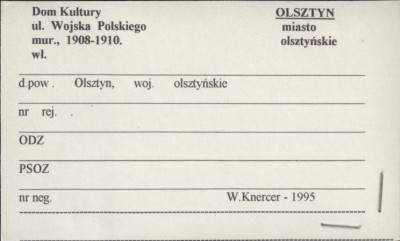 Dom Kultury
ul. Wojska Polskiego
mur., 1908-1910.
wł.
OLSZTYN
miasto
olsztyńskie
d.pow. Olsztyn, woj. olsztyńskie
nr rej. .
ODZ
PSOZ
nr neg. W.Knercer - 1995